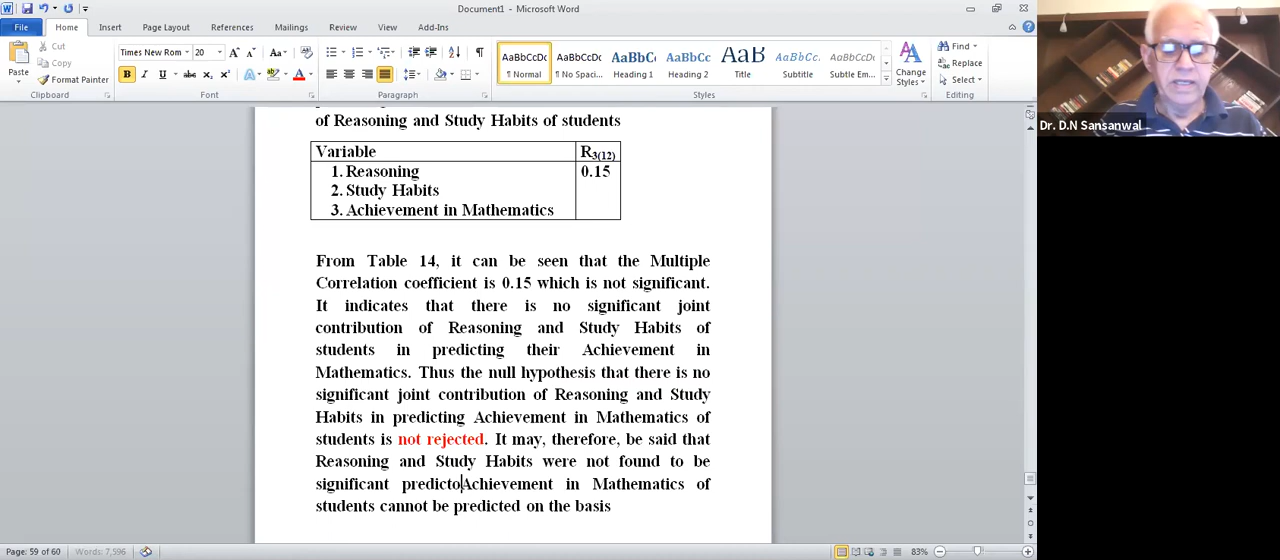 Document1 - Microsoft Word
File Home Insert Page Layout References Mailings Review View Add-Ins
Cut
Copy
Format Painter
Paste
Clipboard
Times New Rom 20
Font
Paragraph
AaBbCcDc AaBbCcDc AaBbCc AaBbCc AaB AaBbCc. AaBbCcDc
¶ Normal ¶ No Spaci... Heading 1 Heading 2 Title Subtitle Subtle Em...
Change Styles
Styles
Find
Replace
Select
Editing
Dr. D.N Sansanwal
of Reasoning and Study Habits of students
Variable R3(12)
1. Reasoning 0.15
2. Study Habits
3. Achievement in Mathematics
From Table 14, it can be seen that the Multiple
Correlation coefficient is 0.15 which is not significant.
It indicates that there is no significant joint
contribution of Reasoning and Study Habits of
students in predicting their Achievement in
Mathematics. Thus the null hypothesis that there is no
significant joint contribution of Reasoning and Study
Habits in predicting Achievement in Mathematics of
students is not rejected. It may, therefore, be said that
Reasoning and Study Habits were not found to be
significant predictoAchievement in Mathematics of
students cannot be predicted on the basis
Page: 59 of 60 Words: 7,596 83%